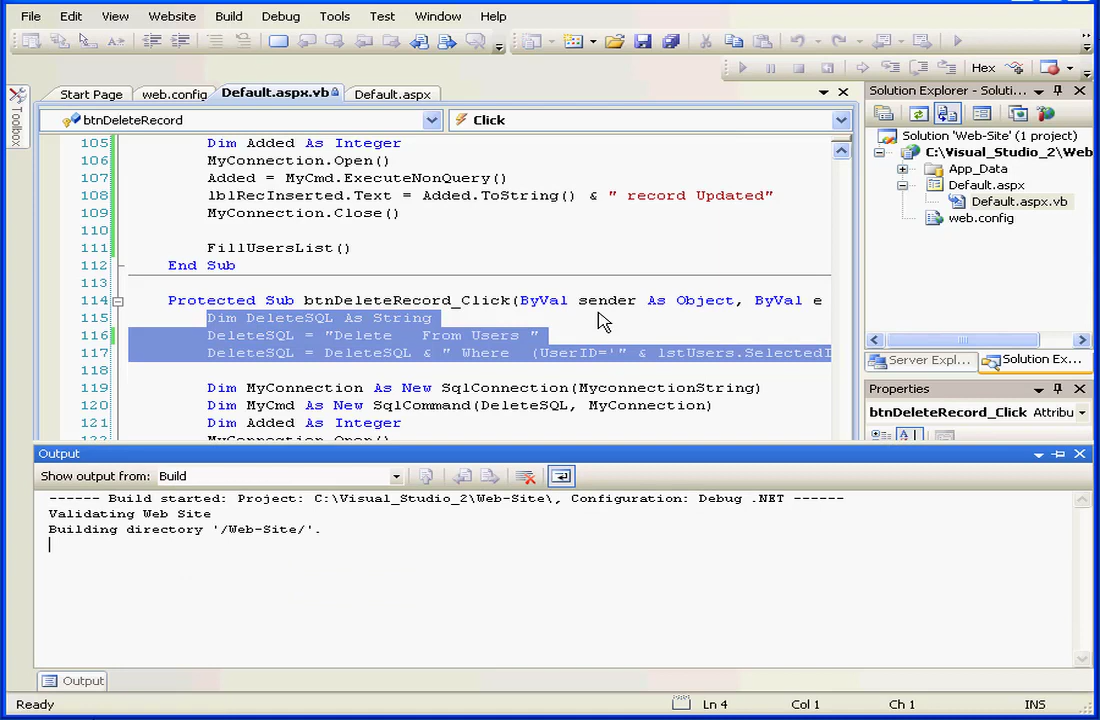 File Edit View Website Build Debug Tools Test Window Help
Hex
Toolbox
Start Page web.config Default.aspx.vb Default.aspx
btnDeleteRecord Click
105 Dim Added As Integer
106 MyConnection.Open()
107 Added = MyCmd.ExecuteNonQuery()
108 lblRecInserted.Text = Added.ToString() & " record Updated"
109 MyConnection.Close()
110
111 FillUsersList()
112 End Sub
113
114 Protected Sub btnDeleteRecord_Click(ByVal sender As Object, ByVal e
115 Dim DeleteSQL As String
116 DeleteSQL = "Delete From Users "
117 DeleteSQL = DeleteSQL & " Where (UserID='" & lstUsers.SelectedI
118
119 Dim MyConnection As New SqlConnection(MyconnectionString)
120 Dim MyCmd As New SqlCommand(DeleteSQL, MyConnection)
121 Dim Added As Integer
122 MyConnection.Open()
Solution Explorer - Soluti...
Solution 'Web-Site' (1 project)
C:\Visual_Studio_2\Web
App_Data
Default.aspx
Default.aspx.vb
web.config
Server Expl... Solution Ex...
Properties
btnDeleteRecord_Click Attribu
Output
Show output from: Build
------ Build started: Project: C:\Visual_Studio_2\Web-Site\, Configuration: Debug .NET ------
Validating Web Site
Building directory '/Web-Site/'.
Output
Ready Ln 4 Col 1 Ch 1 INS